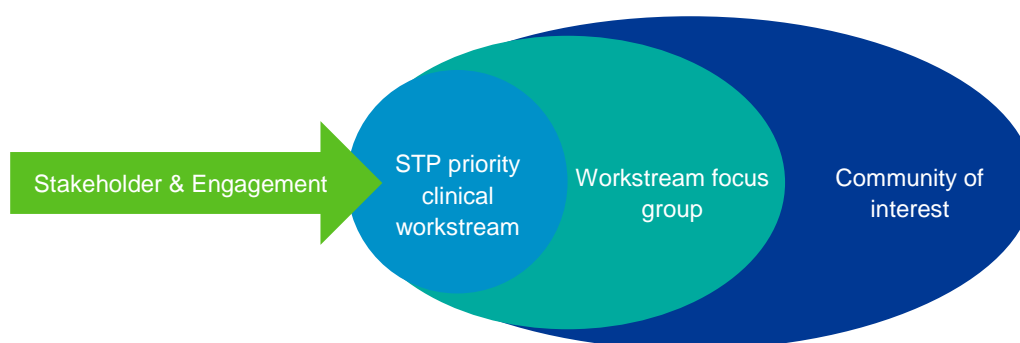 Stakeholder & Engagement
STP priority
clinical
workstream
Workstream focus
group
Community of
interest